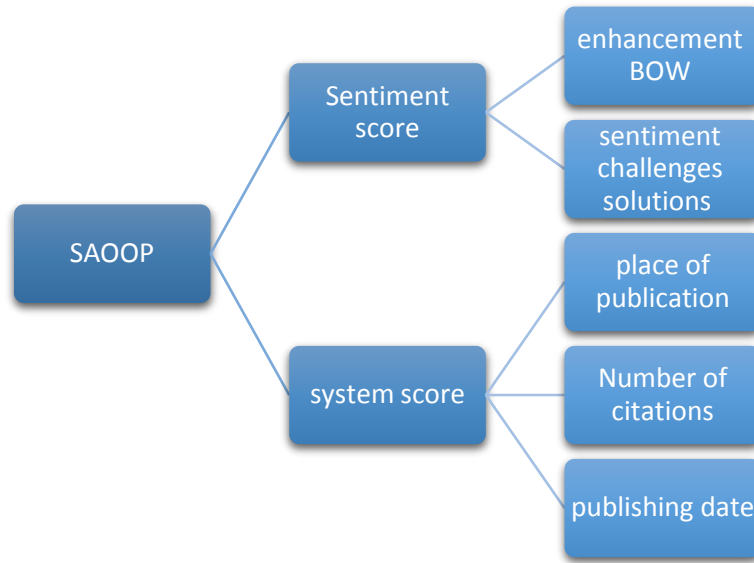 SAOOP
Sentiment
score
enhancement
BOW
sentiment
challenges
solutions
system score
place of
publication
Number of
citations
publishing date